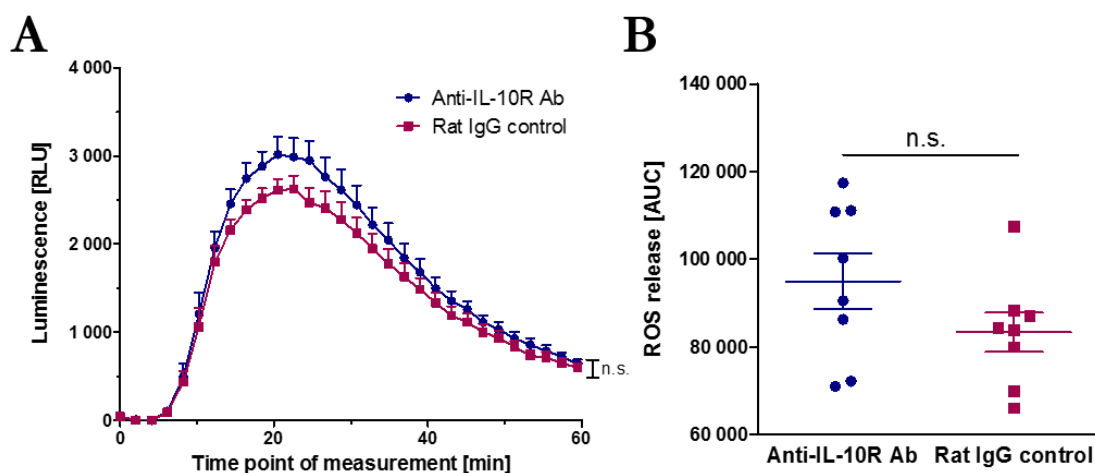 A
4 000
3 000
2 000
1 000
0
Luminescence [RLU]
Anti-IL-10R Ab
Rat IgG control
n.s.
0
20
40
60
Time point of measurement [min]
B
140 000
120 000
100 000
80 000
60 000
ROS release [AUC]
n.s.
Anti-IL-10R Ab
Rat IgG control